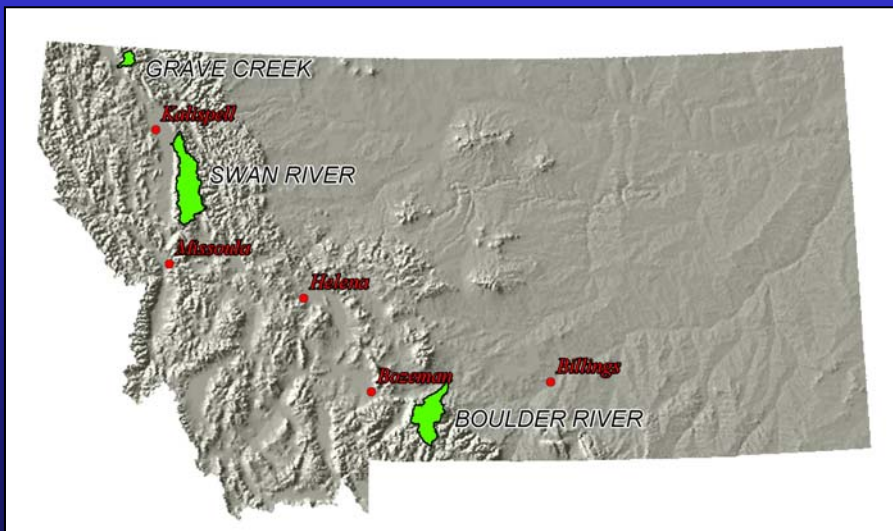 GRAVE CREEK
Kalispell
SWAN RIVER
Missoula
Helena
Bozeman
Billings
BOULDER RIVER